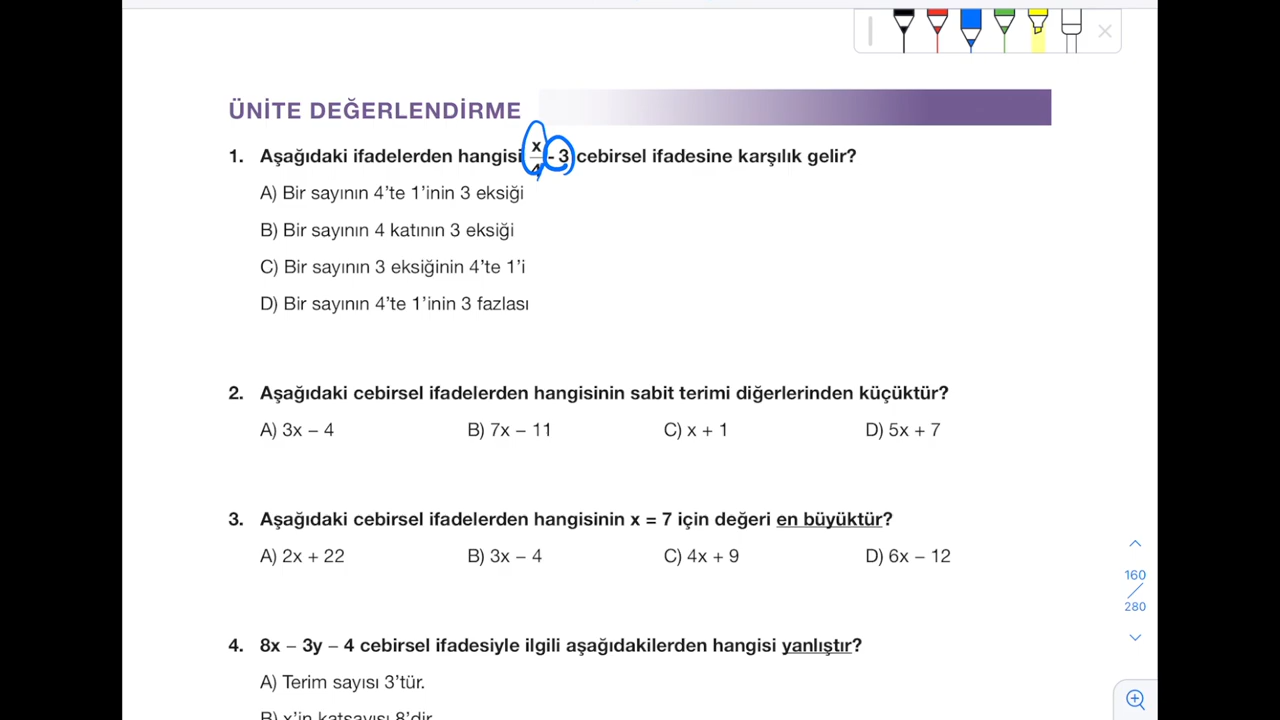 ÜNİTE DEĞERLENDİRME
1. Aşağıdaki ifadelerden hangisi x/4 - 3 cebirsel ifadesine karşılık gelir?
A) Bir sayının 4’te 1’inin 3 eksiği
B) Bir sayının 4 katının 3 eksiği
C) Bir sayının 3 eksiğinin 4’te 1’i
D) Bir sayının 4’te 1’inin 3 fazlası
2. Aşağıdaki cebirsel ifadelerden hangisinin sabit terimi diğerlerinden küçüktür?
A) 3x – 4 B) 7x – 11 C) x + 1 D) 5x + 7
3. Aşağıdaki cebirsel ifadelerden hangisinin x = 7 için değeri en büyüktür?
A) 2x + 22 B) 3x – 4 C) 4x + 9 D) 6x – 12
160
/
280
4. 8x – 3y – 4 cebirsel ifadesiyle ilgili aşağıdakilerden hangisi yanlıştır?
A) Terim sayısı 3’tür.
B) x’in katsayısı 8’dir